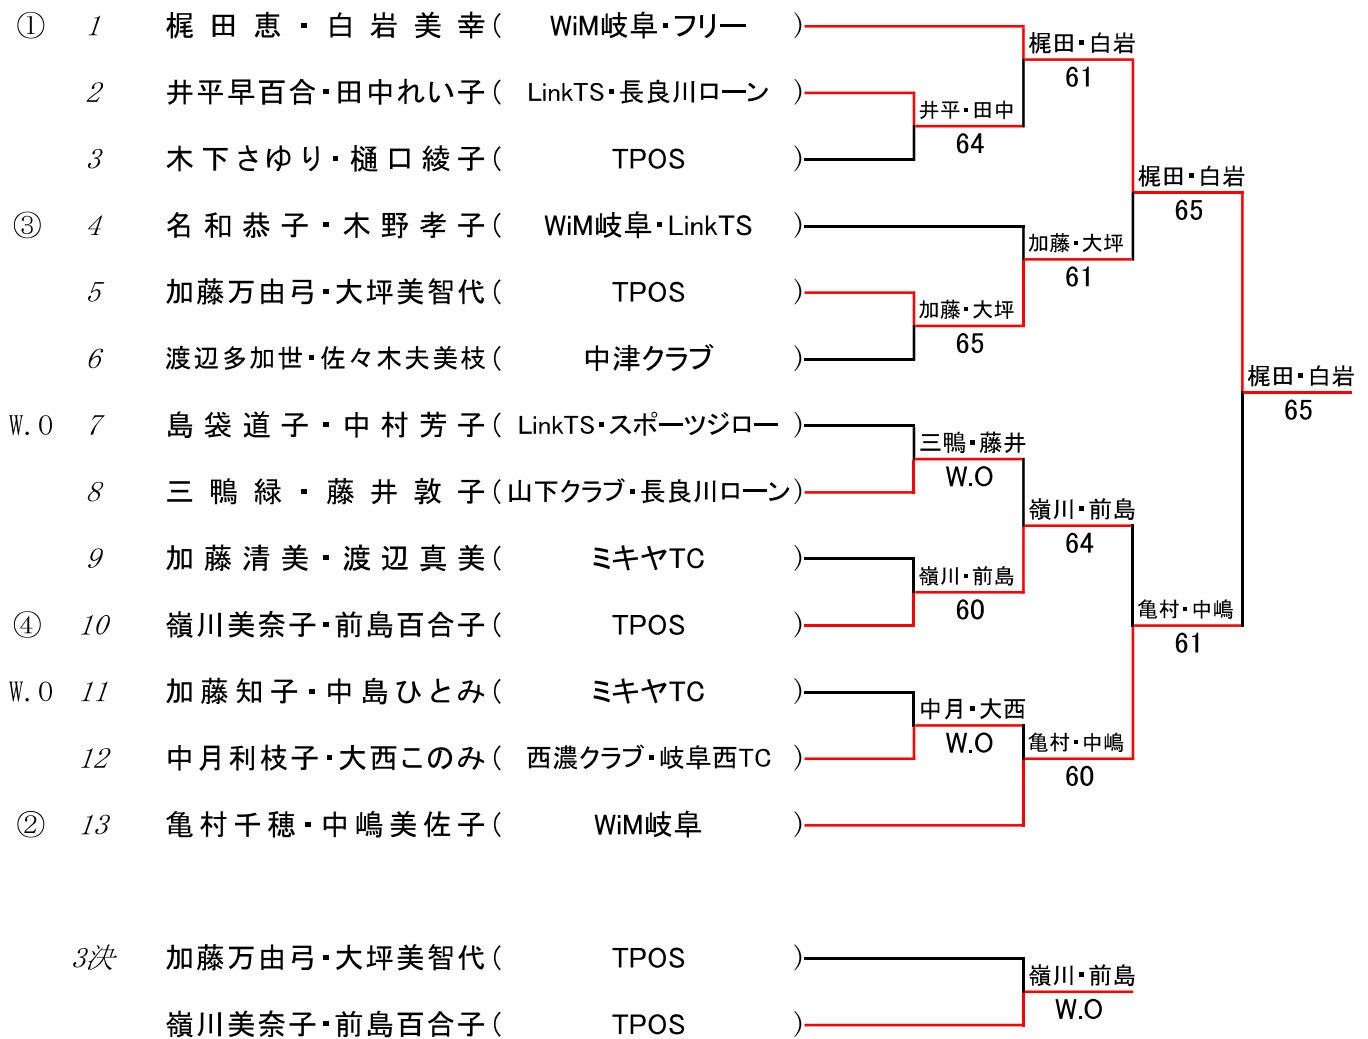 ① 1 梶田恵・白岩美幸( WiM岐阜・フリー )
梶田・白岩
61
2 井平早百合・田中れい子( LinkTS・長良川ローン )
井平・田中
64
3 木下さゆり・樋口綾子( TPOS )
梶田・白岩
65
③ 4 名和恭子・木野孝子( WiM岐阜・LinkTS )
加藤・大坪
61
5 加藤万由弓・大坪美智代( TPOS )
加藤・大坪
65
6 渡辺多加世・佐々木夫美枝( 中津クラブ )
梶田・白岩
65
W.O 7 島袋道子・中村芳子( LinkTS・スポーツジロー )
三鴨・藤井
W.O
8 三鴨緑・藤井敦子(山下クラブ・長良川ローン)
嶺川・前島
64
9 加藤清美・渡辺真美( ミキヤTC )
嶺川・前島
60
④ 10 嶺川美奈子・前島百合子( TPOS )
亀村・中嶋
61
W.O 11 加藤知子・中島ひとみ( ミキヤTC )
中月・大西
W.O
12 中月利枝子・大西このみ( 西濃クラブ・岐阜西TC )
亀村・中嶋
60
② 13 亀村千穂・中嶋美佐子( WiM岐阜 )
3決 加藤万由弓・大坪美智代( TPOS )
嶺川・前島
W.O
嶺川美奈子・前島百合子( TPOS )